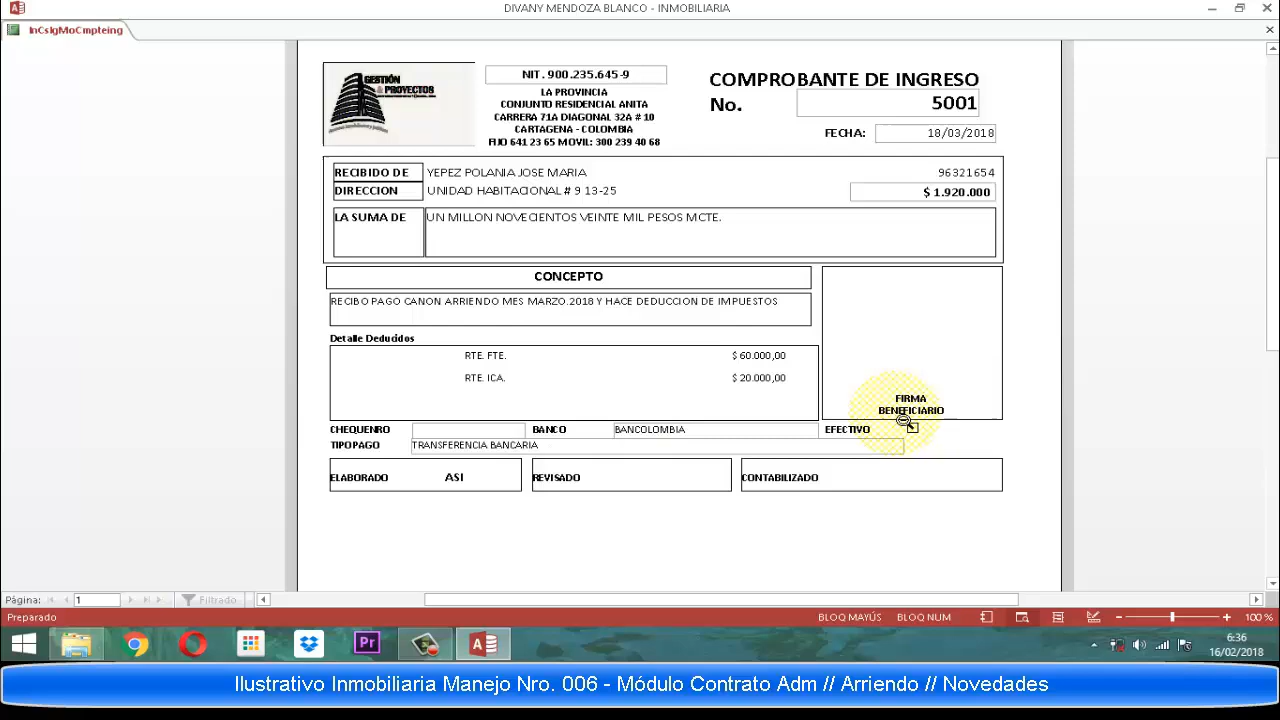 DIVANY MENDOZA BLANCO - INMOBILIARIA
InCsIgMoCmpteing
GESTIÓN
& PROYECTOS
NIT. 900.235.645-9
LA PROVINCIA
CONJUNTO RESIDENCIAL ANITA
CARRERA 71A DIAGONAL 32A # 10
CARTAGENA - COLOMBIA
FIJO 641 23 65 MOVIL: 300 239 40 68
COMPROBANTE DE INGRESO
No. 5001
FECHA: 18/03/2018
RECIBIDO DE YEPEZ POLANIA JOSE MARIA 96321654
DIRECCION UNIDAD HABITACIONAL # 9 13-25 $ 1.920.000
LA SUMA DE UN MILLON NOVECIENTOS VEINTE MIL PESOS MCTE.
CONCEPTO
RECIBO PAGO CANON ARRIENDO MES MARZO.2018 Y HACE DEDUCCION DE IMPUESTOS
Detalle Deducidos
RTE. FTE. $ 60.000,00
RTE. ICA. $ 20.000,00
FIRMA
BENEFICIARIO
CHEQUENRO BANCO BANCOLOMBIA EFECTIVO
TIPOPAGO TRANSFERENCIA BANCARIA
ELABORADO ASI REVISADO CONTABILIZADO
Página: 1 Filtrado
Preparado BLOQ MAYÚS BLOQ NUM 100 %
Pr
6:36
16/02/2018
Ilustrativo Inmobiliaria Manejo Nro. 006 - Módulo Contrato Adm // Arriendo // Novedades